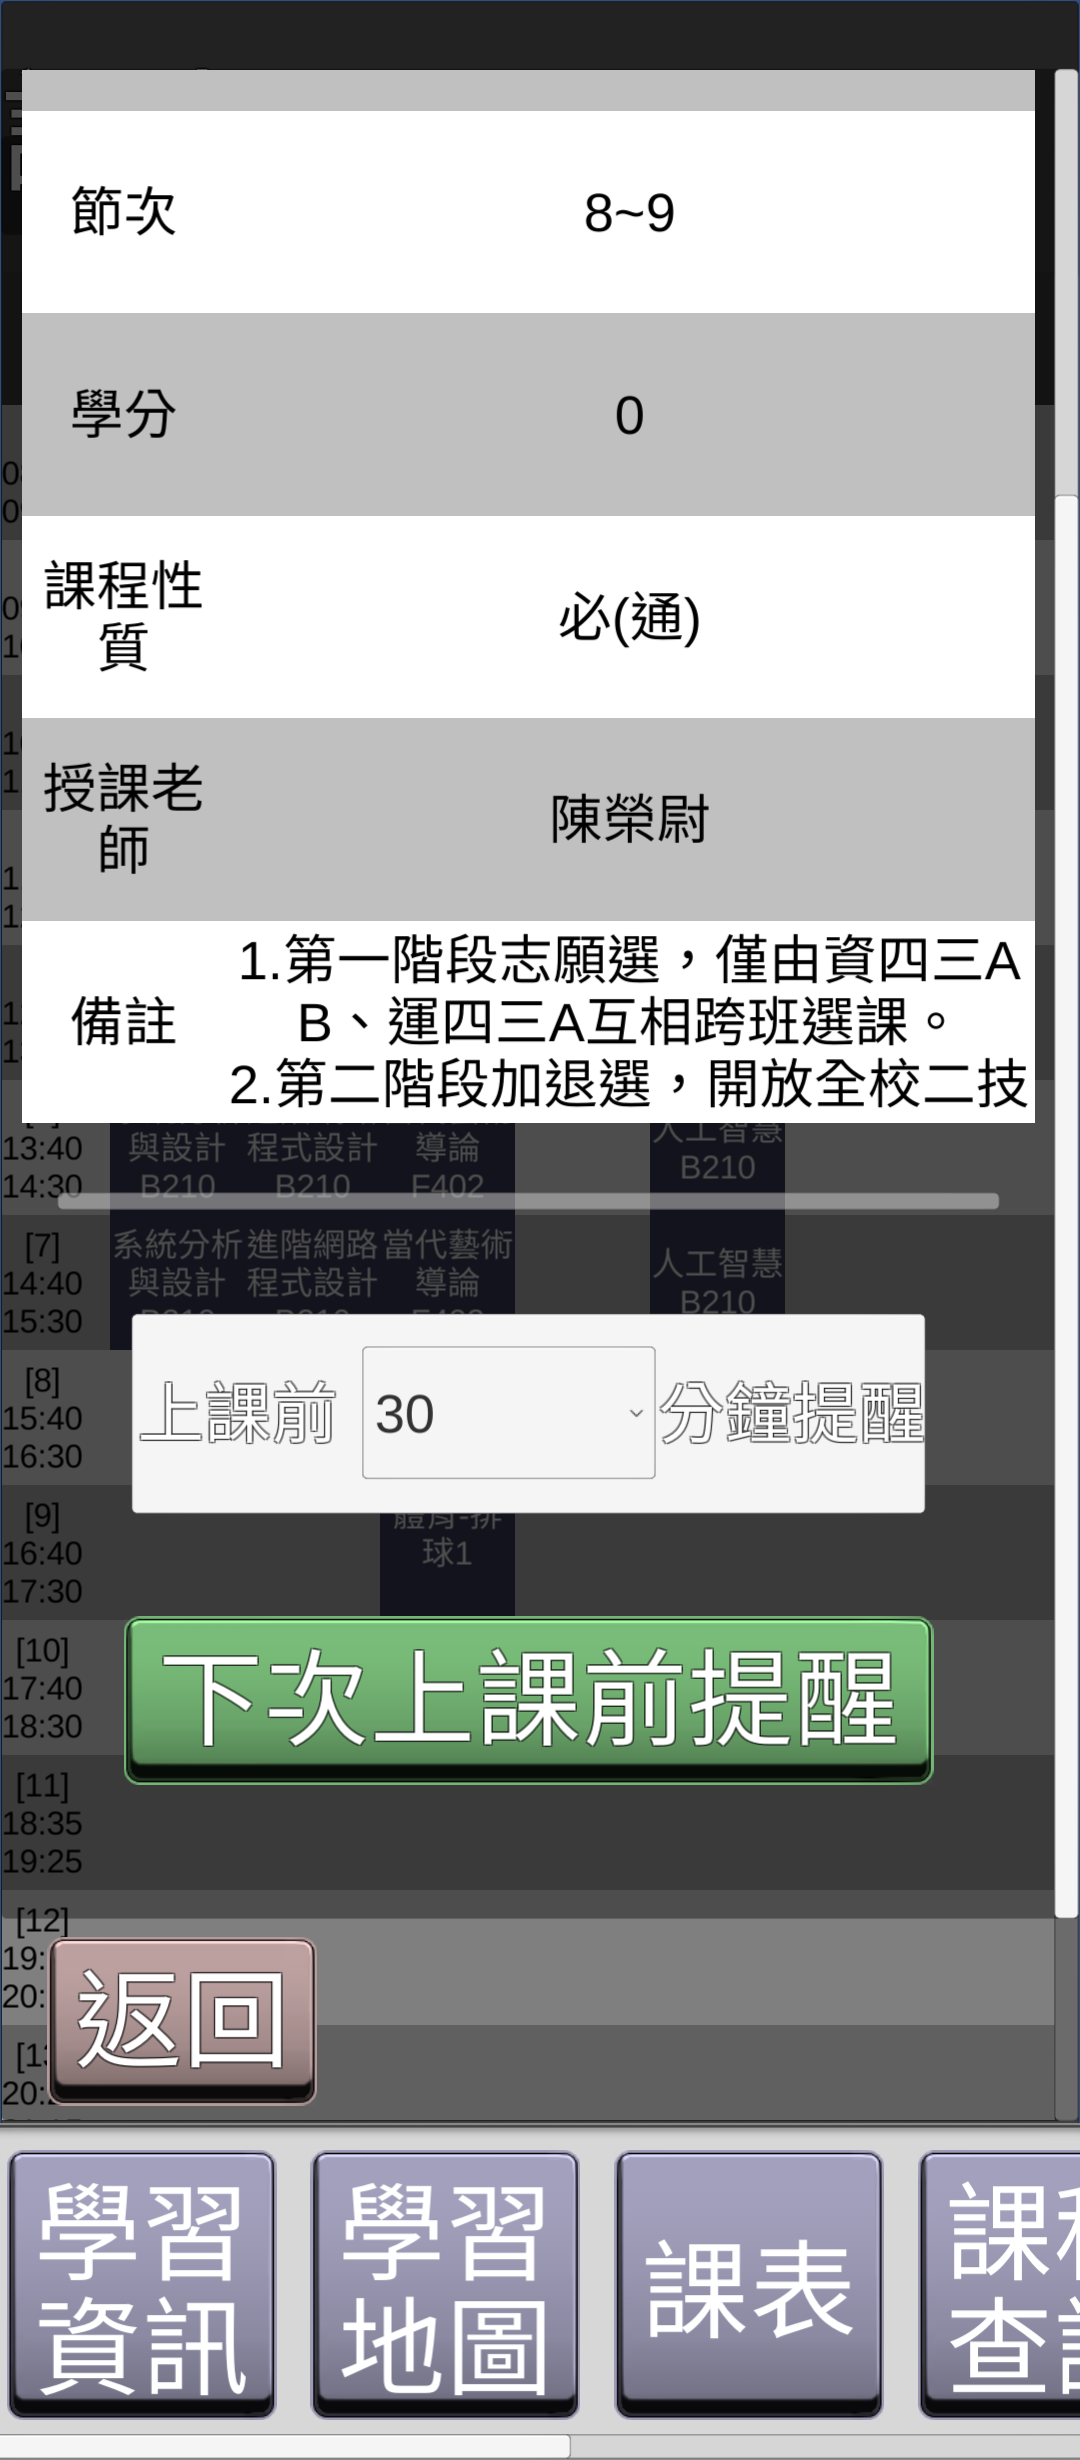 節次
8~9
學分
0
課程性
質
必(通)
授課老
師
陳榮尉
備註
1.第一階段志願選，僅由資四三A
B、運四三A互相跨班選課。
2.第二階段加退選，開放全校二技
13:40
14:30
與設計
B210
程式設計
B210
導論
F402
人工智慧
B210
[7]
14:40
15:30
系統分析
與設計
進階網路
程式設計
當代藝術
導論
人工智慧
B210
[8]
15:40
16:30
上課前
30
分鐘提醒
[9]
16:40
17:30
體育-排
球1
[10]
17:40
18:30
下次上課前提醒
[11]
18:35
19:25
[12]
19:
20:
返回
20:
學習
資訊
學習
地圖
課表
課
查